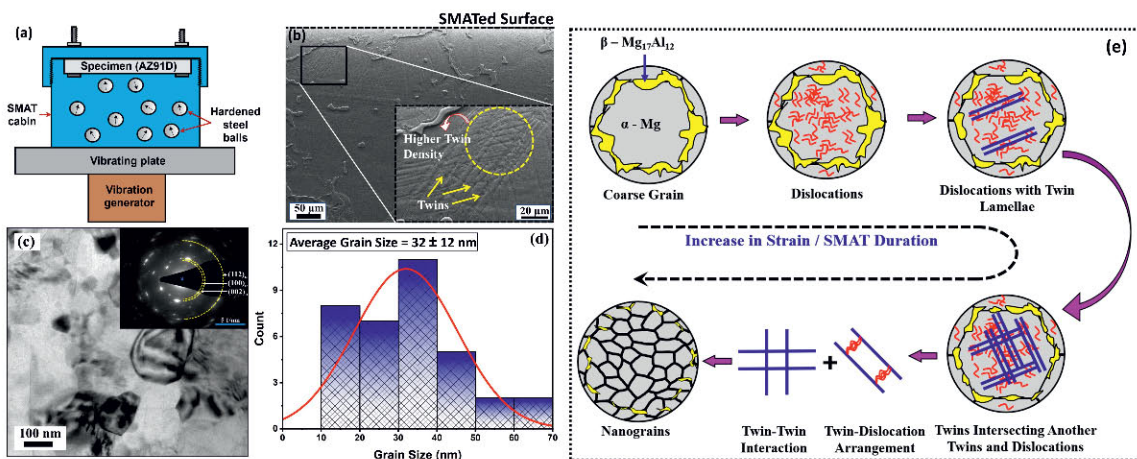 SMATed Surface
(a)
Specimen (AZ91D)
SMAT
cabin
Hardened
steel
balls
Vibrating plate
Vibration
generator
(b)
Higher Twin
Density
Twins
50 µm
20 µm
(c)
(112)
(100)
(002)
5 1/nm
100 nm
(d)
Average Grain Size = 32 ± 12 nm
12
9
6
3
0
Count
0 10 20 30 40 50 60 70
Grain Size (nm)
(e)
β – Mg17Al12
α - Mg
Coarse Grain
Dislocations
Dislocations with Twin
Lamellae
Increase in Strain / SMAT Duration
+
Nanograins
Twin-Twin
Interaction
Twin-Dislocation
Arrangement
Twins Intersecting Another
Twins and Dislocations